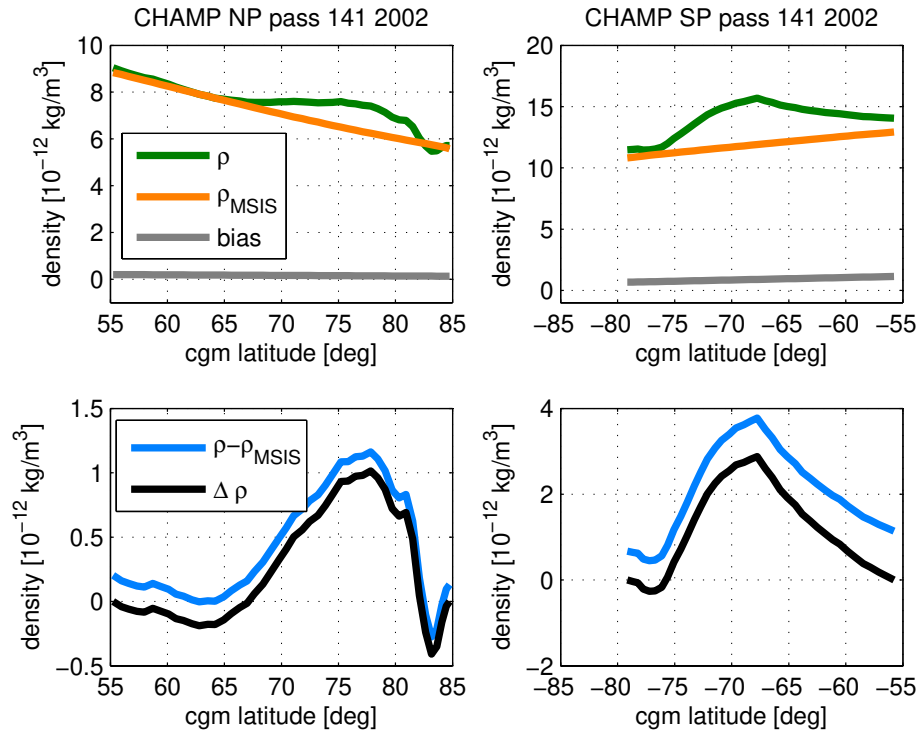 CHAMP NP pass 141 2002
10
8
6
4
2
0
density [10⁻¹² kg/m³]
ρ
ρMSIS
bias
55 60 65 70 75 80 85
cgm latitude [deg]
CHAMP SP pass 141 2002
20
15
10
5
0
density [10⁻¹² kg/m³]
−85 −80 −75 −70 −65 −60 −55
cgm latitude [deg]
1.5
1
0.5
0
−0.5
density [10⁻¹² kg/m³]
ρ−ρMSIS
Δ ρ
55 60 65 70 75 80 85
cgm latitude [deg]
4
2
0
−2
density [10⁻¹² kg/m³]
−85 −80 −75 −70 −65 −60 −55
cgm latitude [deg]